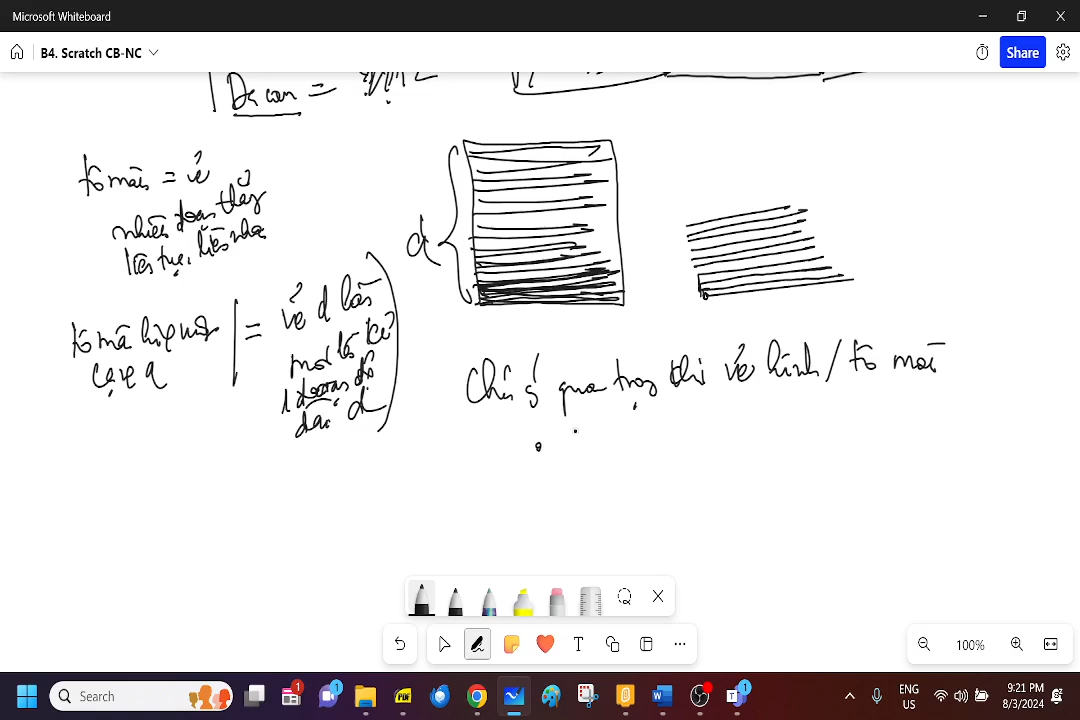 Microsoft Whiteboard
B4. Scratch CB-NC
Share
Da con =
tô màu = vẽ
nhiều đoạn thẳng
liên tục, liền nhau
d
tô màu hình vuông
cạnh a
=
vẽ d lần
mỗi lần kẻ
1 đoạn độ
dài d
Chú ý quan trọng khi vẽ hình / tô màu
100%
Search
PDF
ENG
US
9:21 PM
8/3/2024